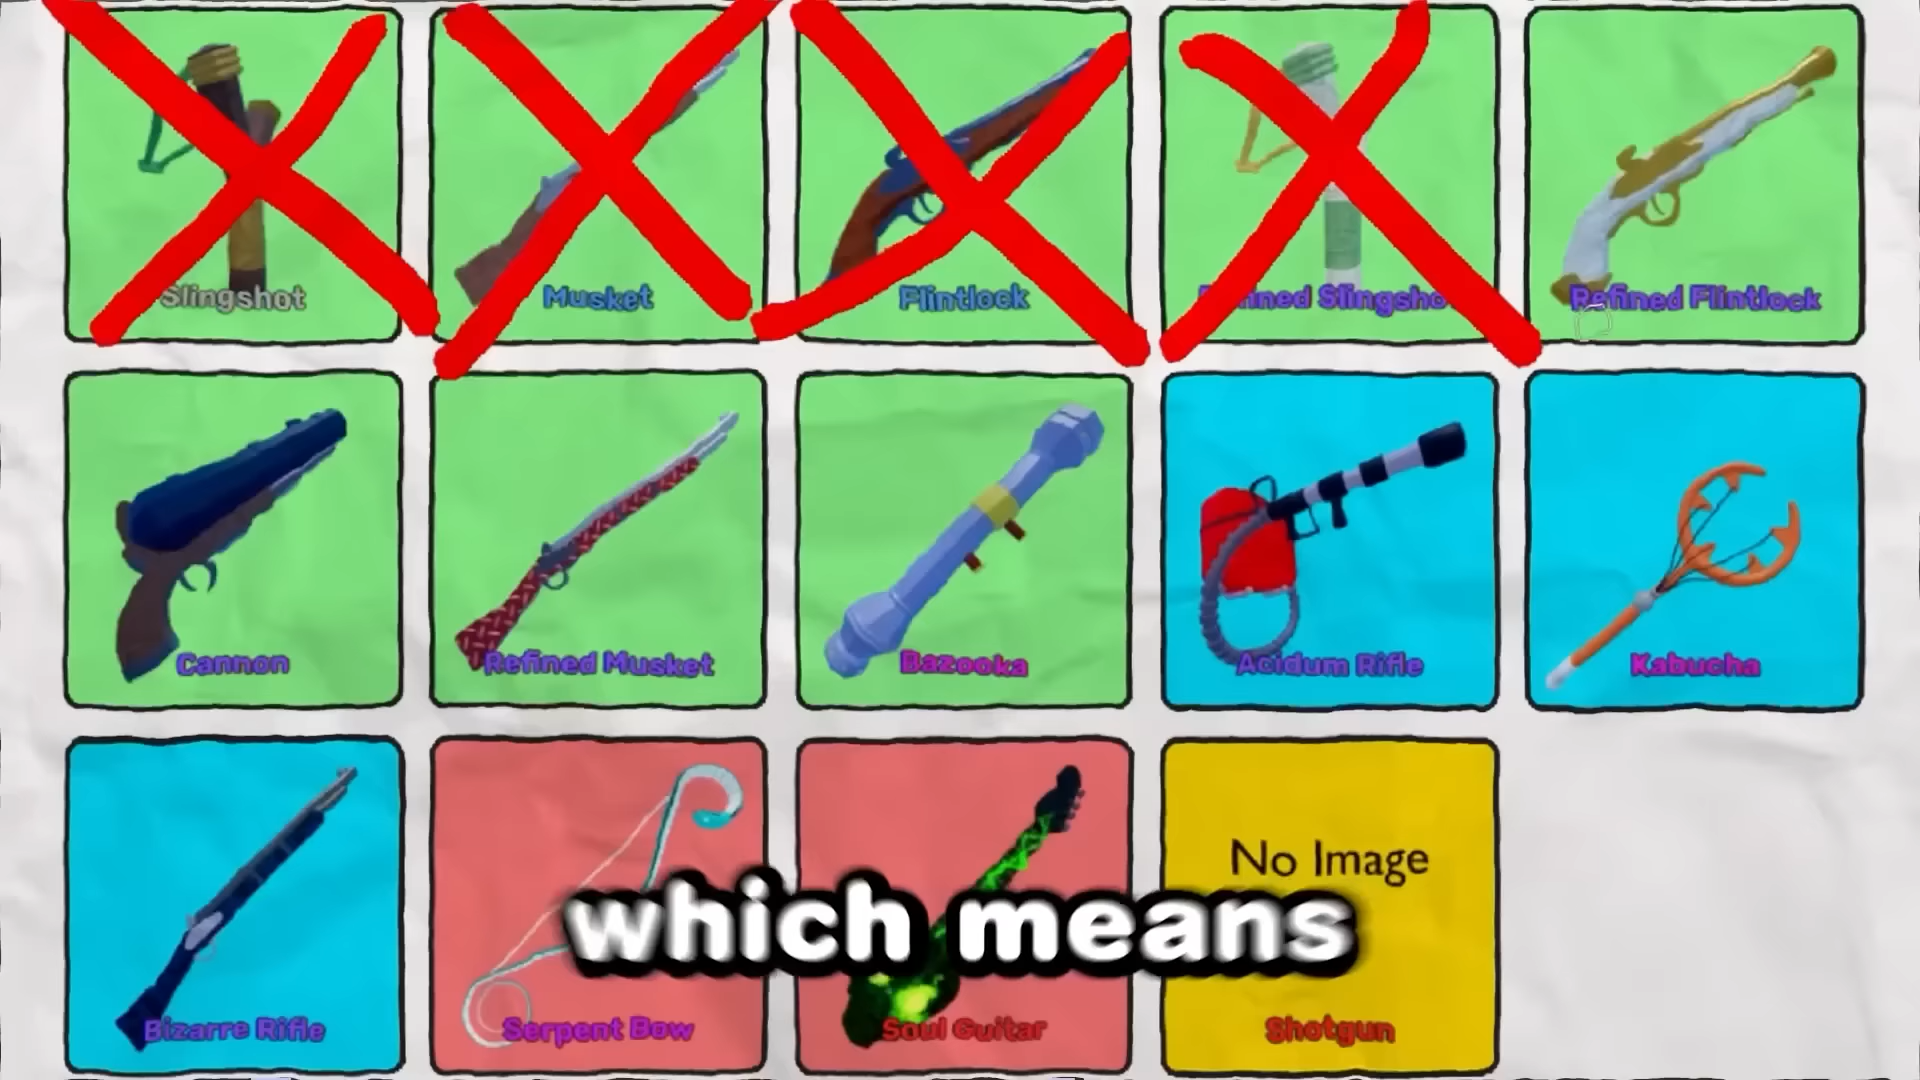 Slingshot
Musket
Flintlock
Refined Flintlock
Cannon
Refined Musket
Bazooka
Acidum Rifle
Kabucha
No Image
which means
Bizarre Rifle
Serpent Bow
Soul Guitar
Shotgun